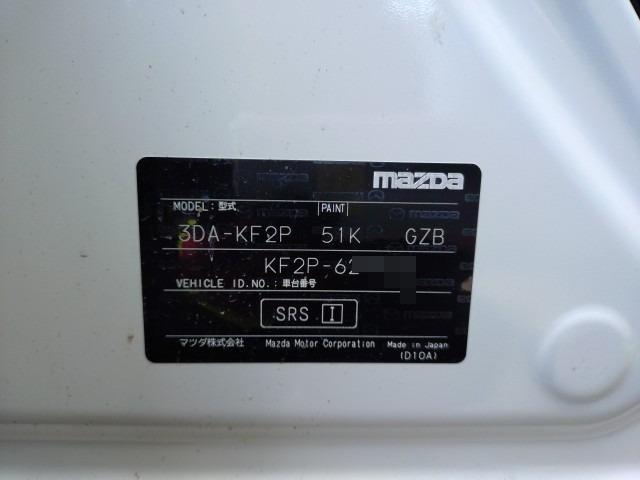 mazda
MODEL：型式 PAINT
3DA-KF2P 51K GZB
KF2P-62
VEHICLE ID.NO.：車台番号
SRS I
マツダ株式会社 Mazda Motor Corporation Made in Japan
(D10A)